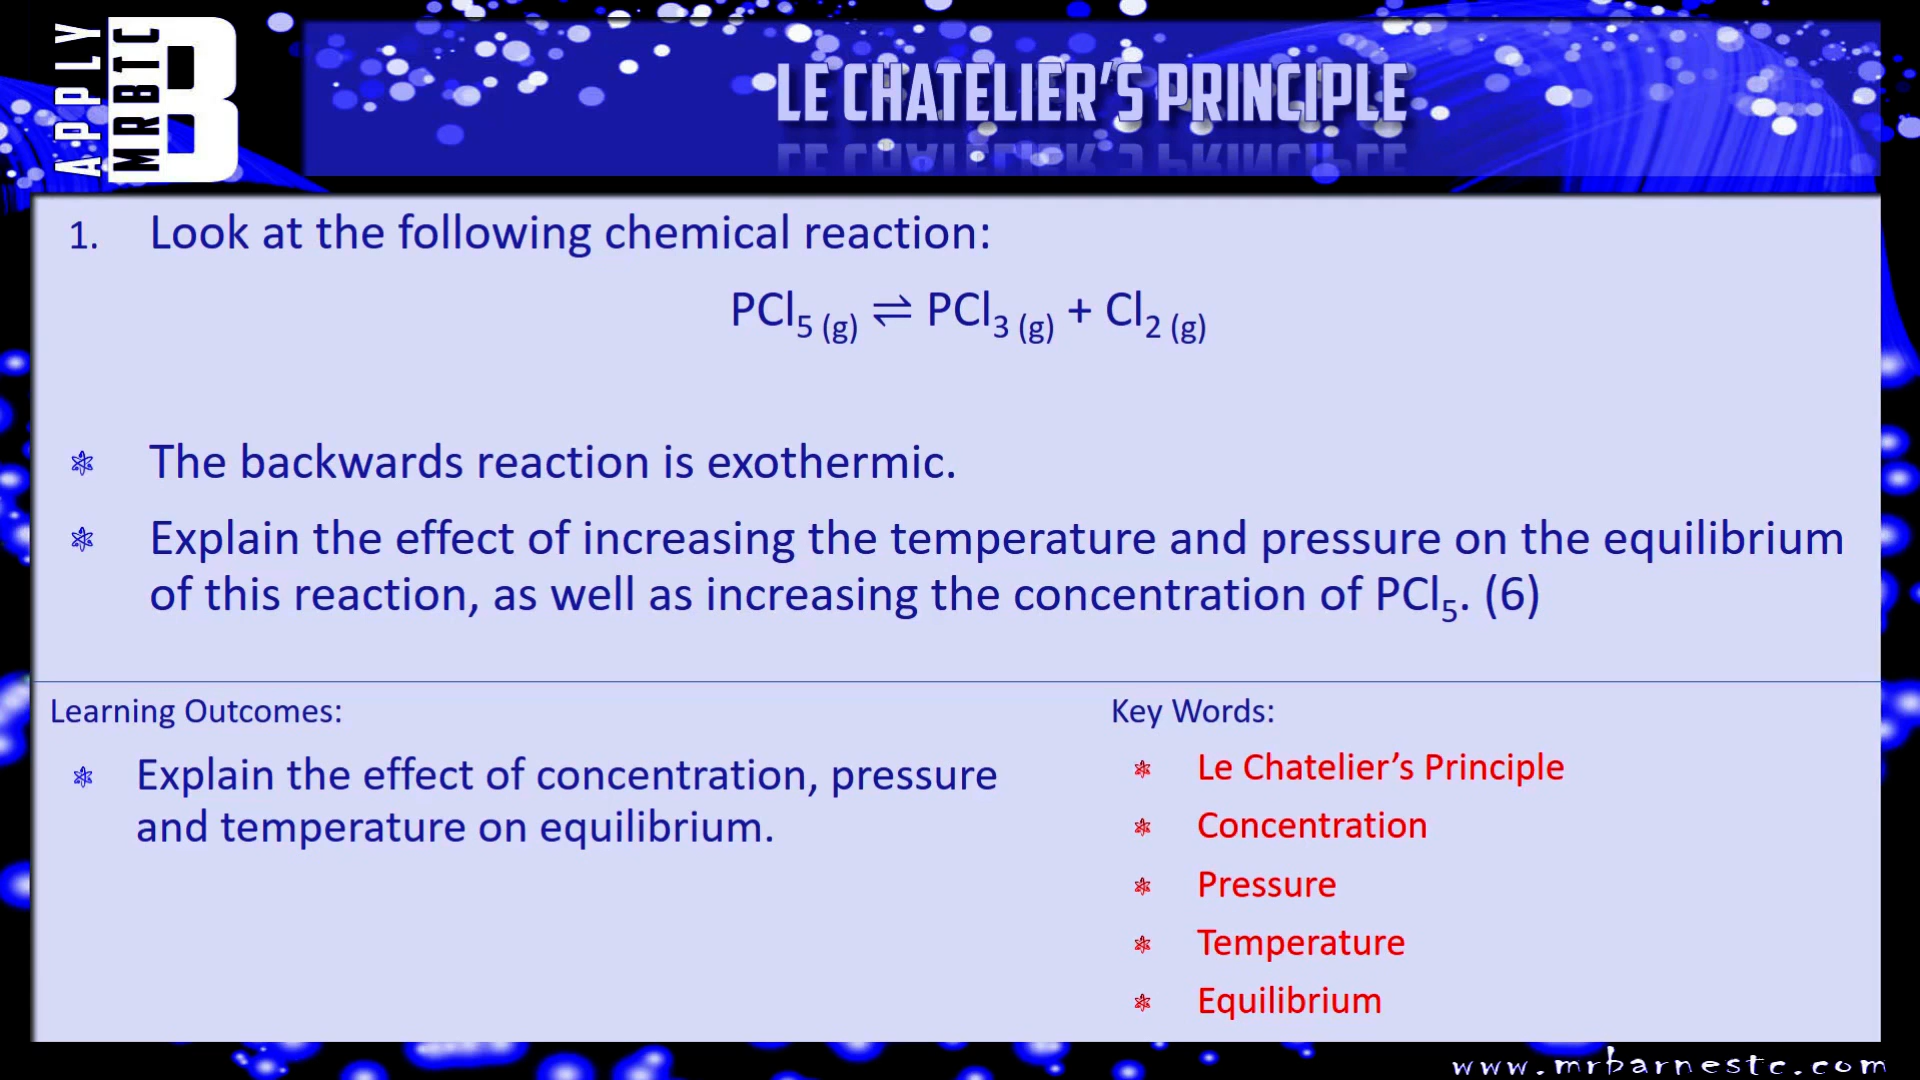 APPLY
MRBTC
B
LE CHATELIER’S PRINCIPLE
1. Look at the following chemical reaction:
PCl₅ ₍g₎ ⇌ PCl₃ ₍g₎ + Cl₂ ₍g₎
The backwards reaction is exothermic.
Explain the effect of increasing the temperature and pressure on the equilibrium
of this reaction, as well as increasing the concentration of PCl₅. (6)
Learning Outcomes:
Explain the effect of concentration, pressure
and temperature on equilibrium.
Key Words:
Le Chatelier’s Principle
Concentration
Pressure
Temperature
Equilibrium
www.mrbarnestc.com